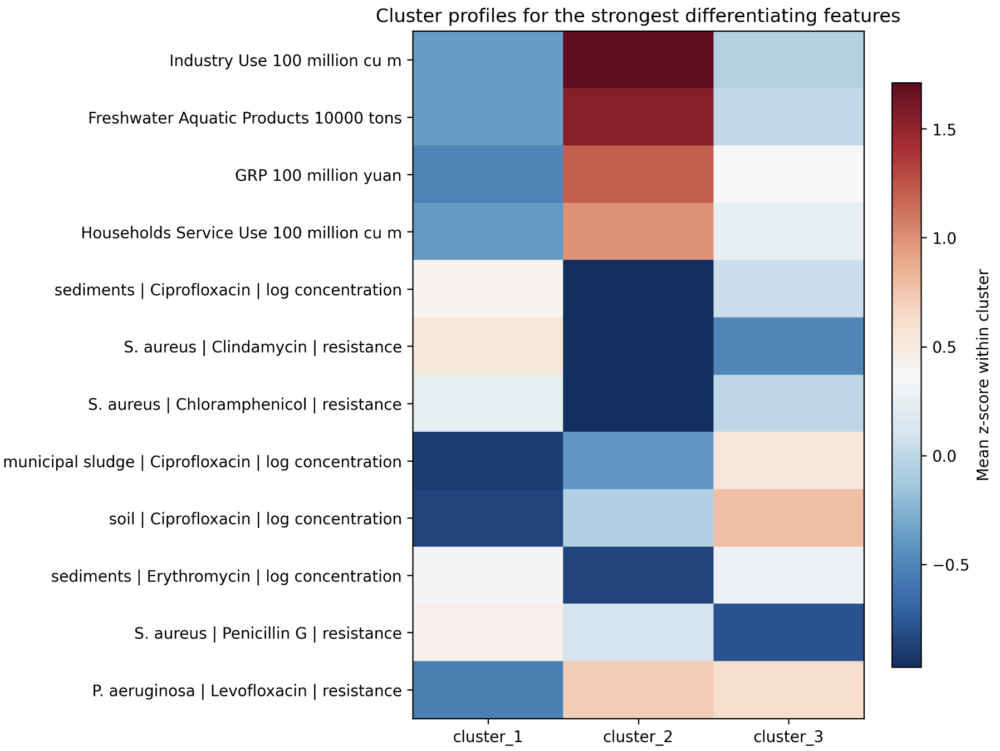 Cluster profiles for the strongest differentiating features
Industry Use 100 million cu m
Freshwater Aquatic Products 10000 tons
GRP 100 million yuan
Households Service Use 100 million cu m
sediments | Ciprofloxacin | log concentration
S. aureus | Clindamycin | resistance
S. aureus | Chloramphenicol | resistance
municipal sludge | Ciprofloxacin | log concentration
soil | Ciprofloxacin | log concentration
sediments | Erythromycin | log concentration
S. aureus | Penicillin G | resistance
P. aeruginosa | Levofloxacin | resistance
cluster_1
cluster_2
cluster_3
1.5
1.0
0.5
0.0
−0.5
Mean z-score within cluster